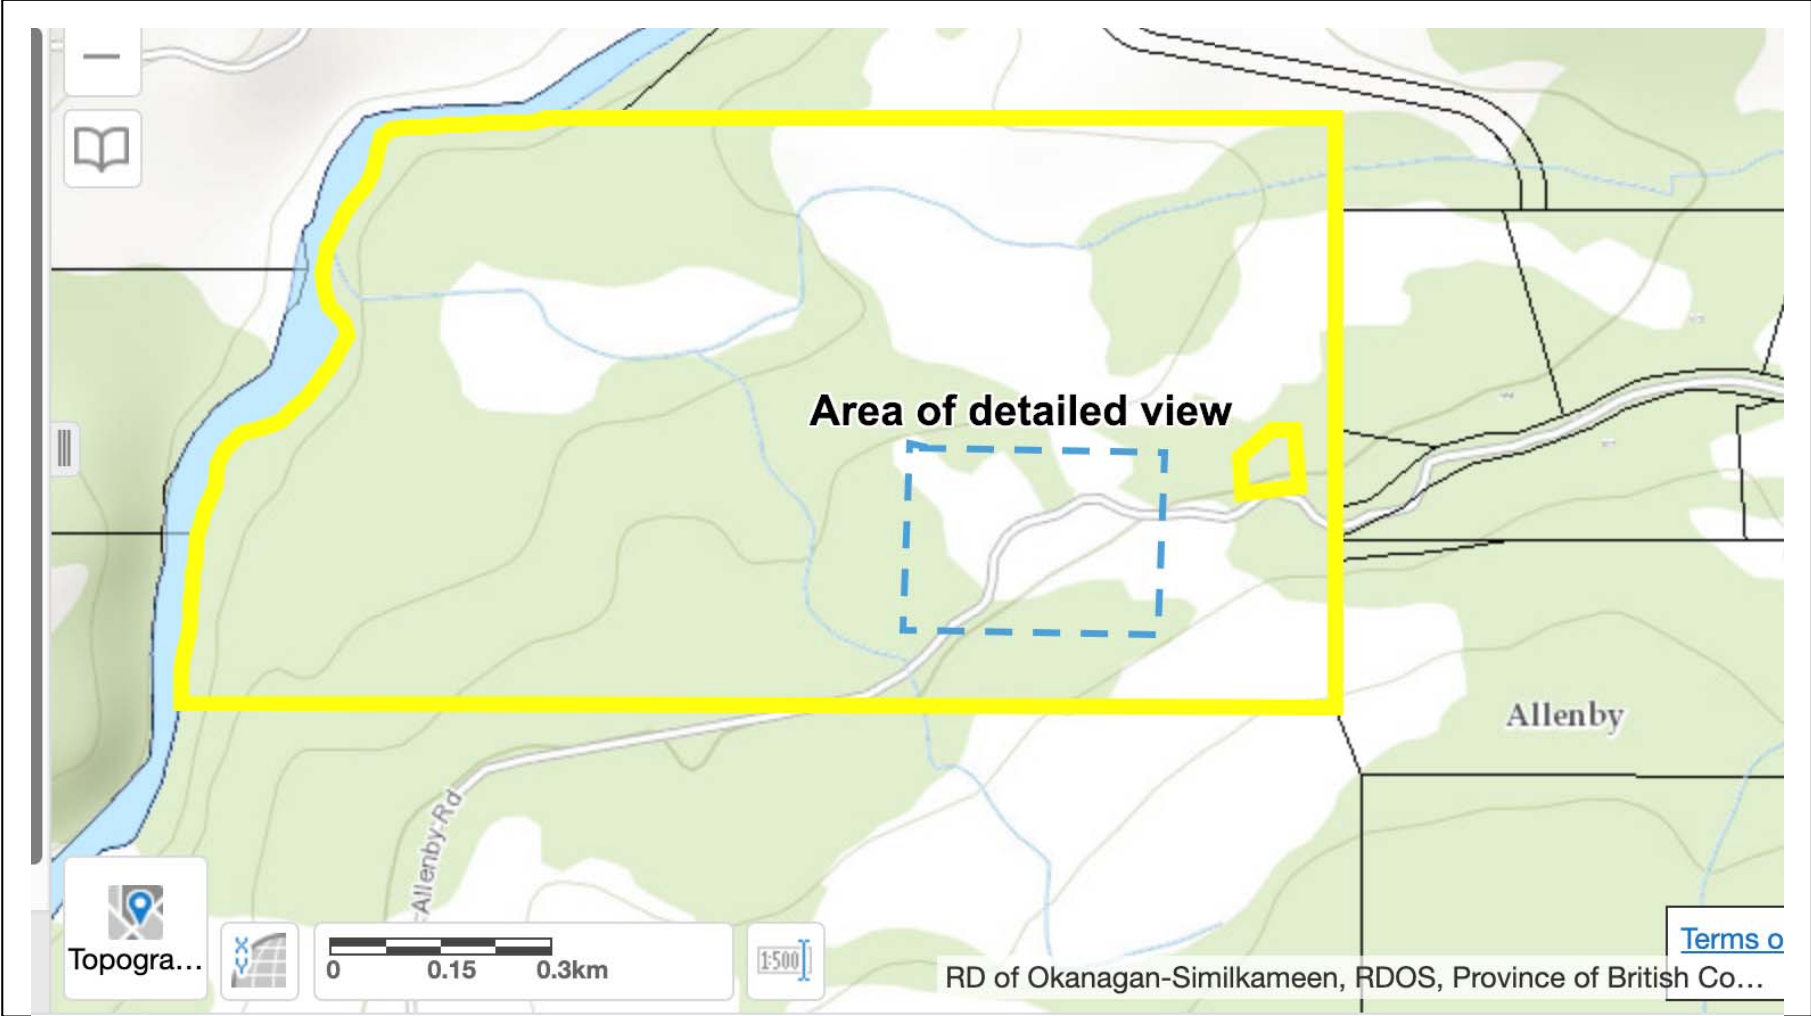 Area of detailed view
Allenby
Allenby Rd
Topogra...
0 0.15 0.3km
1:500
Terms o
RD of Okanagan-Similkameen, RDOS, Province of British Co...